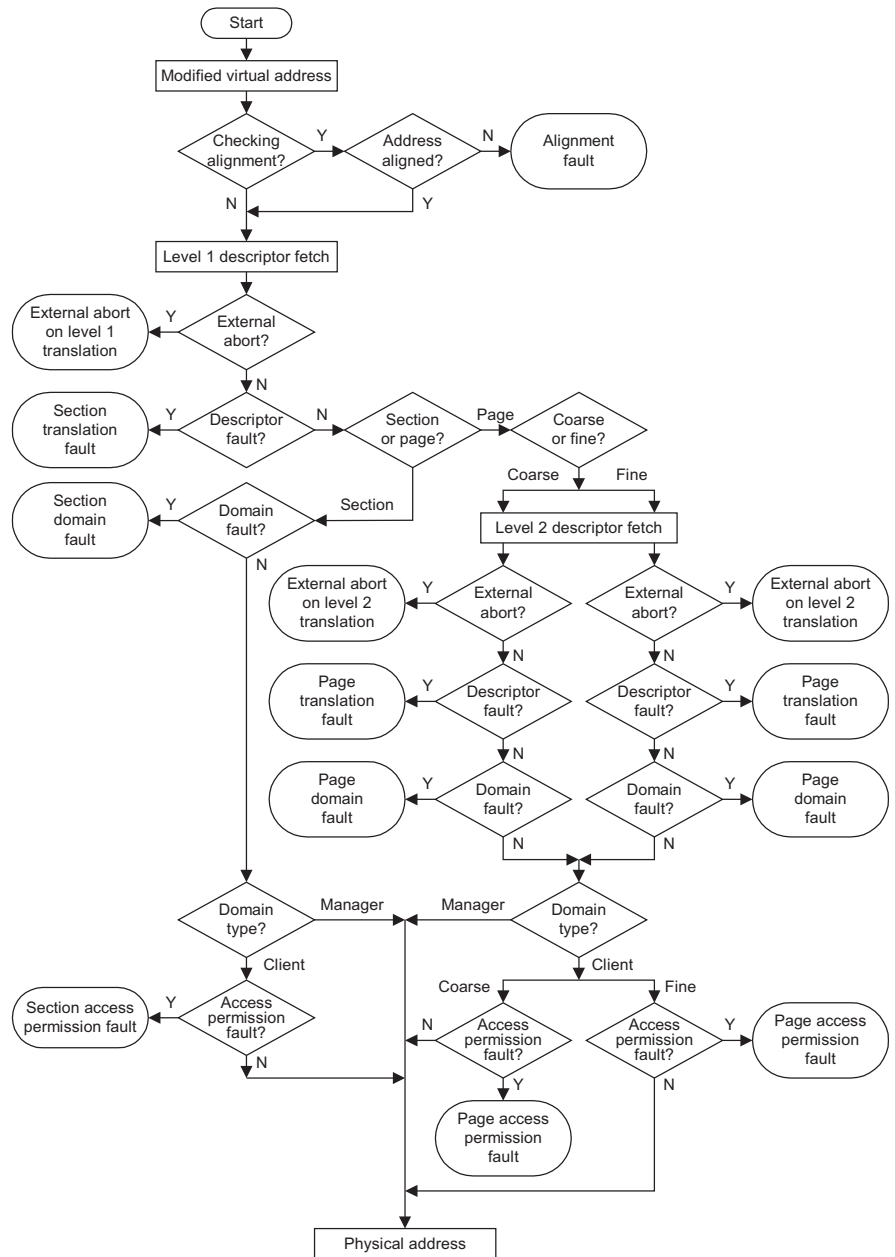 Start
Modified virtual address
Checking
alignment?
Y
Address
aligned?
N
Alignment
fault
N
Y
Level 1 descriptor fetch
External abort
on level 1
translation
Y
External
abort?
N
Section
translation
fault
Y
Descriptor
fault?
N
Section
or page?
Page
Coarse
or fine?
Coarse
Fine
Section
domain
fault
Y
Domain
fault?
Section
N
Level 2 descriptor fetch
External abort
on level 2
translation
Y
External
abort?
External
abort?
Y
External abort
on level 2
translation
N
N
Page
translation
fault
Y
Descriptor
fault?
Descriptor
fault?
Y
Page
translation
fault
N
N
Page
domain
fault
Y
Domain
fault?
Domain
fault?
Y
Page
domain
fault
N
N
Domain
type?
Manager
Manager
Domain
type?
Client
Client
Section access
permission fault
Y
Access
permission
fault?
N
Coarse
Fine
N
Access
permission
fault?
Access
permission
fault?
Y
Page access
permission
fault
Y
N
Page access
permission
fault
Physical address